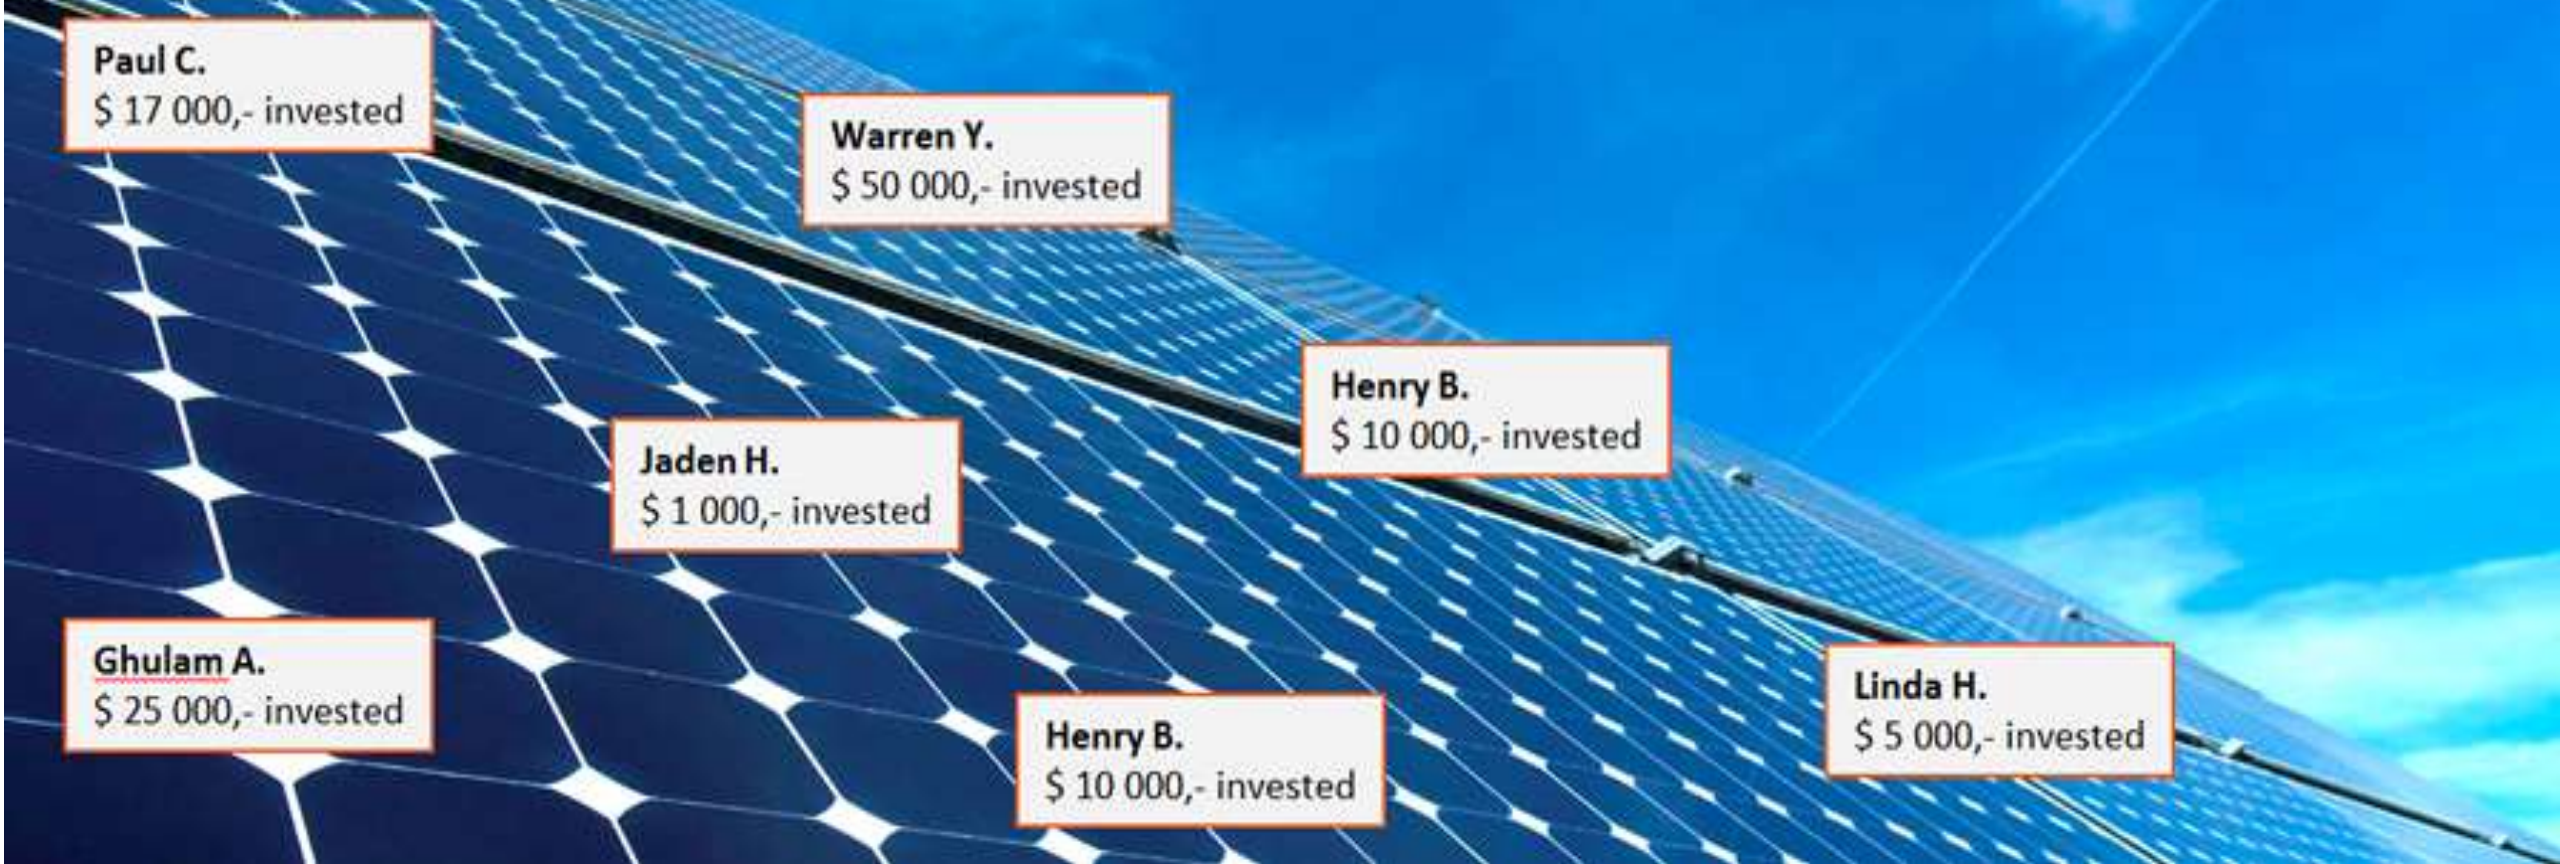 Paul C.
$ 17 000,- invested
Warren Y.
$ 50 000,- invested
Henry B.
$ 10 000,- invested
Jaden H.
$ 1 000,- invested
Ghulam A.
$ 25 000,- invested
Henry B.
$ 10 000,- invested
Linda H.
$ 5 000,- invested